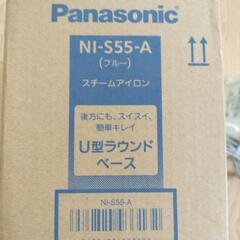 Panasonic
NI-S55-A
(ブルー)
スチームアイロン
後方にも、スイスイ、
簡単キレイ
U型ラウンド
ベース
NI-S55-A